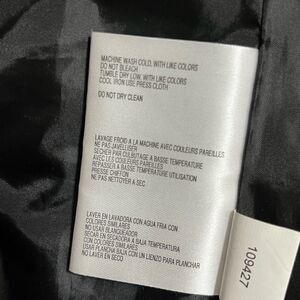 MACHINE WASH COLD, WITH LIKE COLORS
DO NOT BLEACH
TUMBLE DRY LOW, WITH LIKE COLORS
COOL IRON USE PRESS CLOTH
DO NOT DRY CLEAN
LAVAGE FROID A LA MACHINE AVEC COULEURS PAREILLES
NE PAS JAVELLISER
SECHER PAR CULBUTAGE A BASSE TEMPERATURE
AVEC LES COULEURS PAREILLES
REPASSER A BASSE TEMPERATURE UTILISATION
PRESSE CHIFFON
NE PAS NETTOYER A SEC
LAVER EN LAVADORA CON AGUA FRIA CON
COLORES SIMILARES
NO USAR BLANQUEADOR
SECAR EN SECADORA A BAJA TEMPERATURA
CON COLORES SIMILARES
USAR PLANCHA BAJA CON UN LIENZO PARA PLANCHAR
NO LAVAR EN SECO
109427